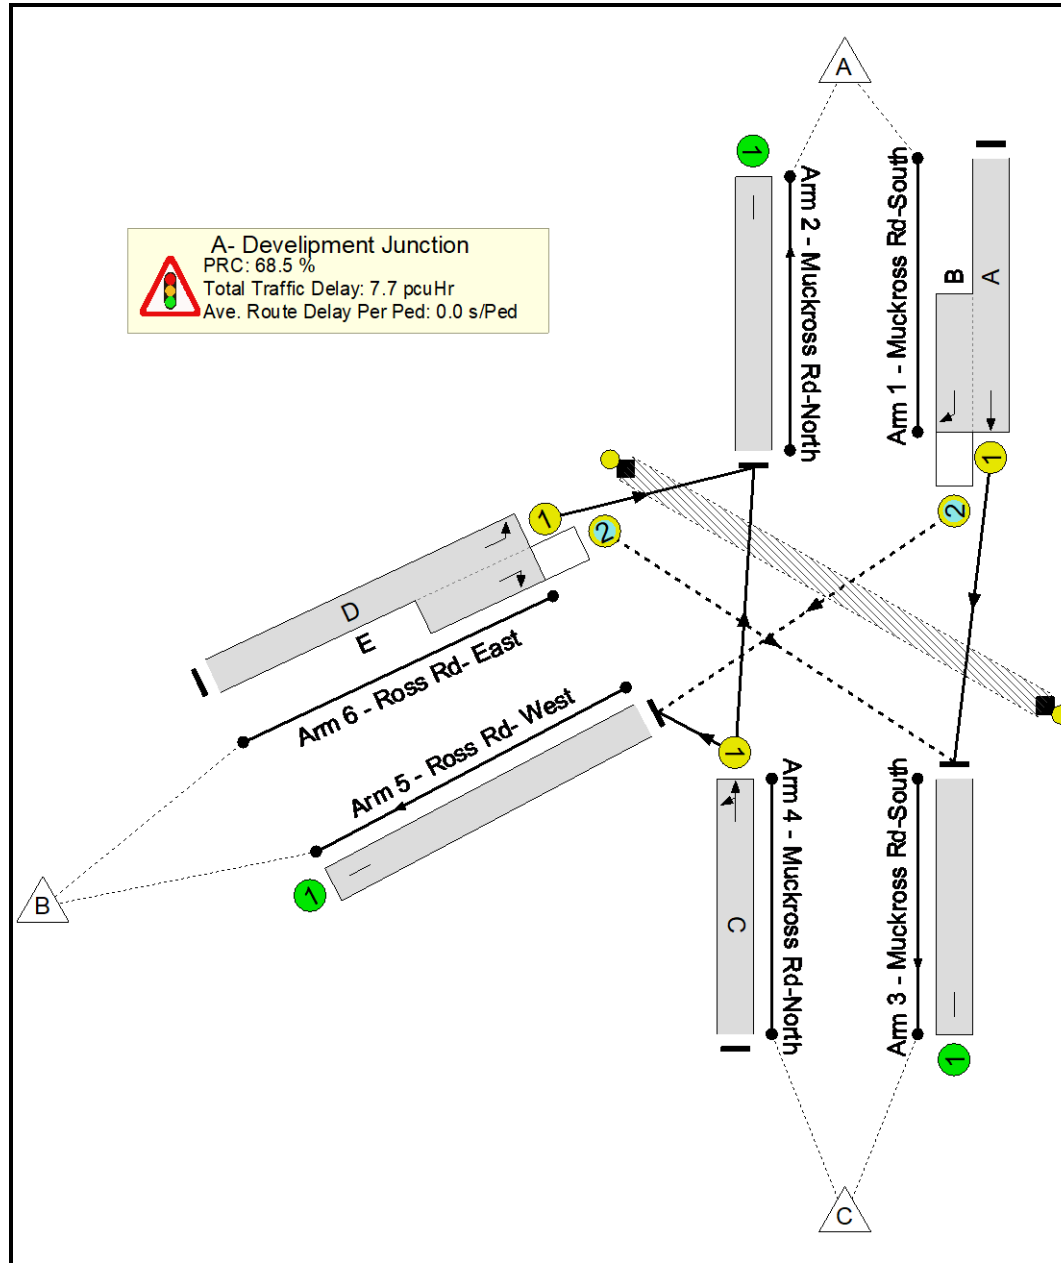 A
1
Arm 2 - Muckross Rd-North
Arm 1 - Muckross Rd-South
B
A
A- Develipment Junction
PRC: 68.5 %
Total Traffic Delay: 7.7 pcuHr
Ave. Route Delay Per Ped: 0.0 s/Ped
1
1
2
2
D
E
Arm 6 - Ross Rd- East
Arm 5 - Ross Rd- West
1
1
B
C
Arm 4 - Muckross Rd-North
Arm 3 - Muckross Rd-South
1
C